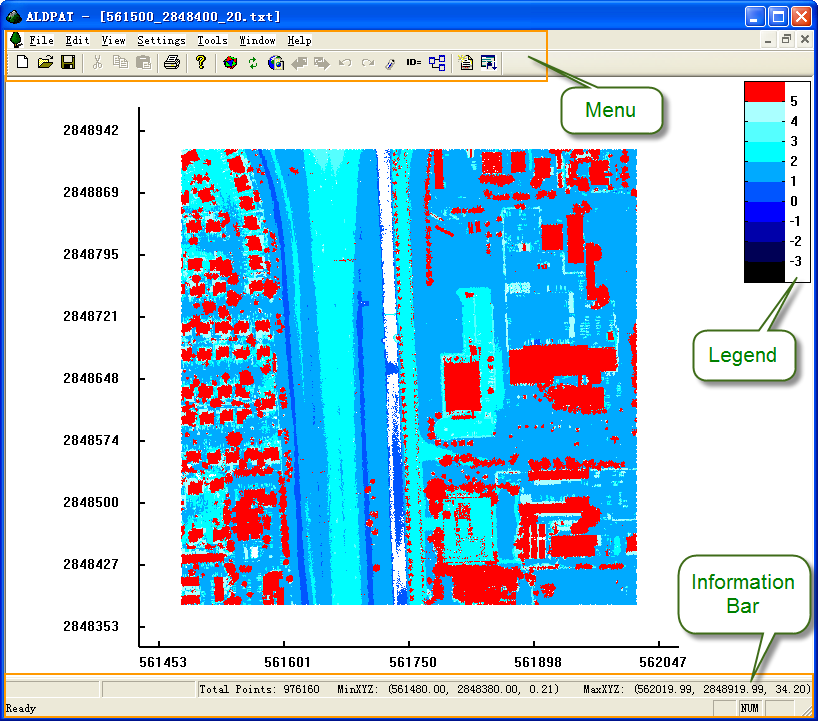 ALDPAT - [561500_2848400_20.txt]
File Edit View Settings Tools Window Help
ID=
Menu
5
4
3
2
1
0
-1
-2
-3
Legend
2848942
2848869
2848795
2848721
2848648
2848574
2848500
2848427
2848353
561453 561601 561750 561898 562047
Information
Bar
Total Points: 976160 MinXYZ: (561480.00, 2848380.00, 0.21) MaxXYZ: (562019.99, 2848919.99, 34.20)
Ready NUM